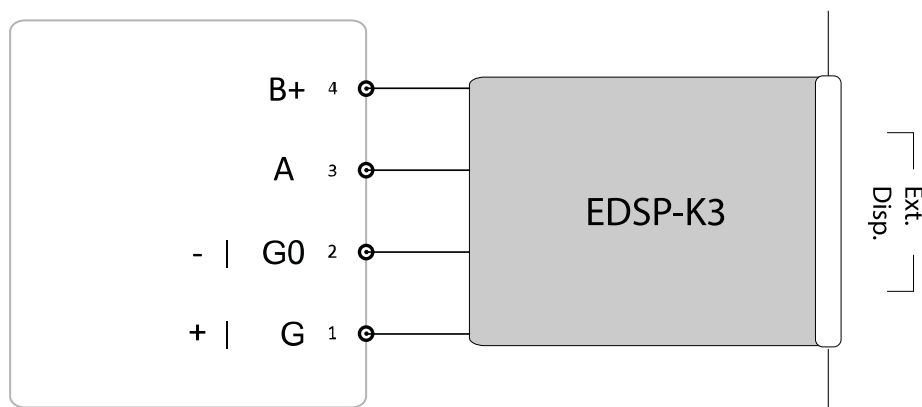 B+ 4
A 3
- | G0 2
+ | G 1
EDSP-K3
Ext.
Disp.